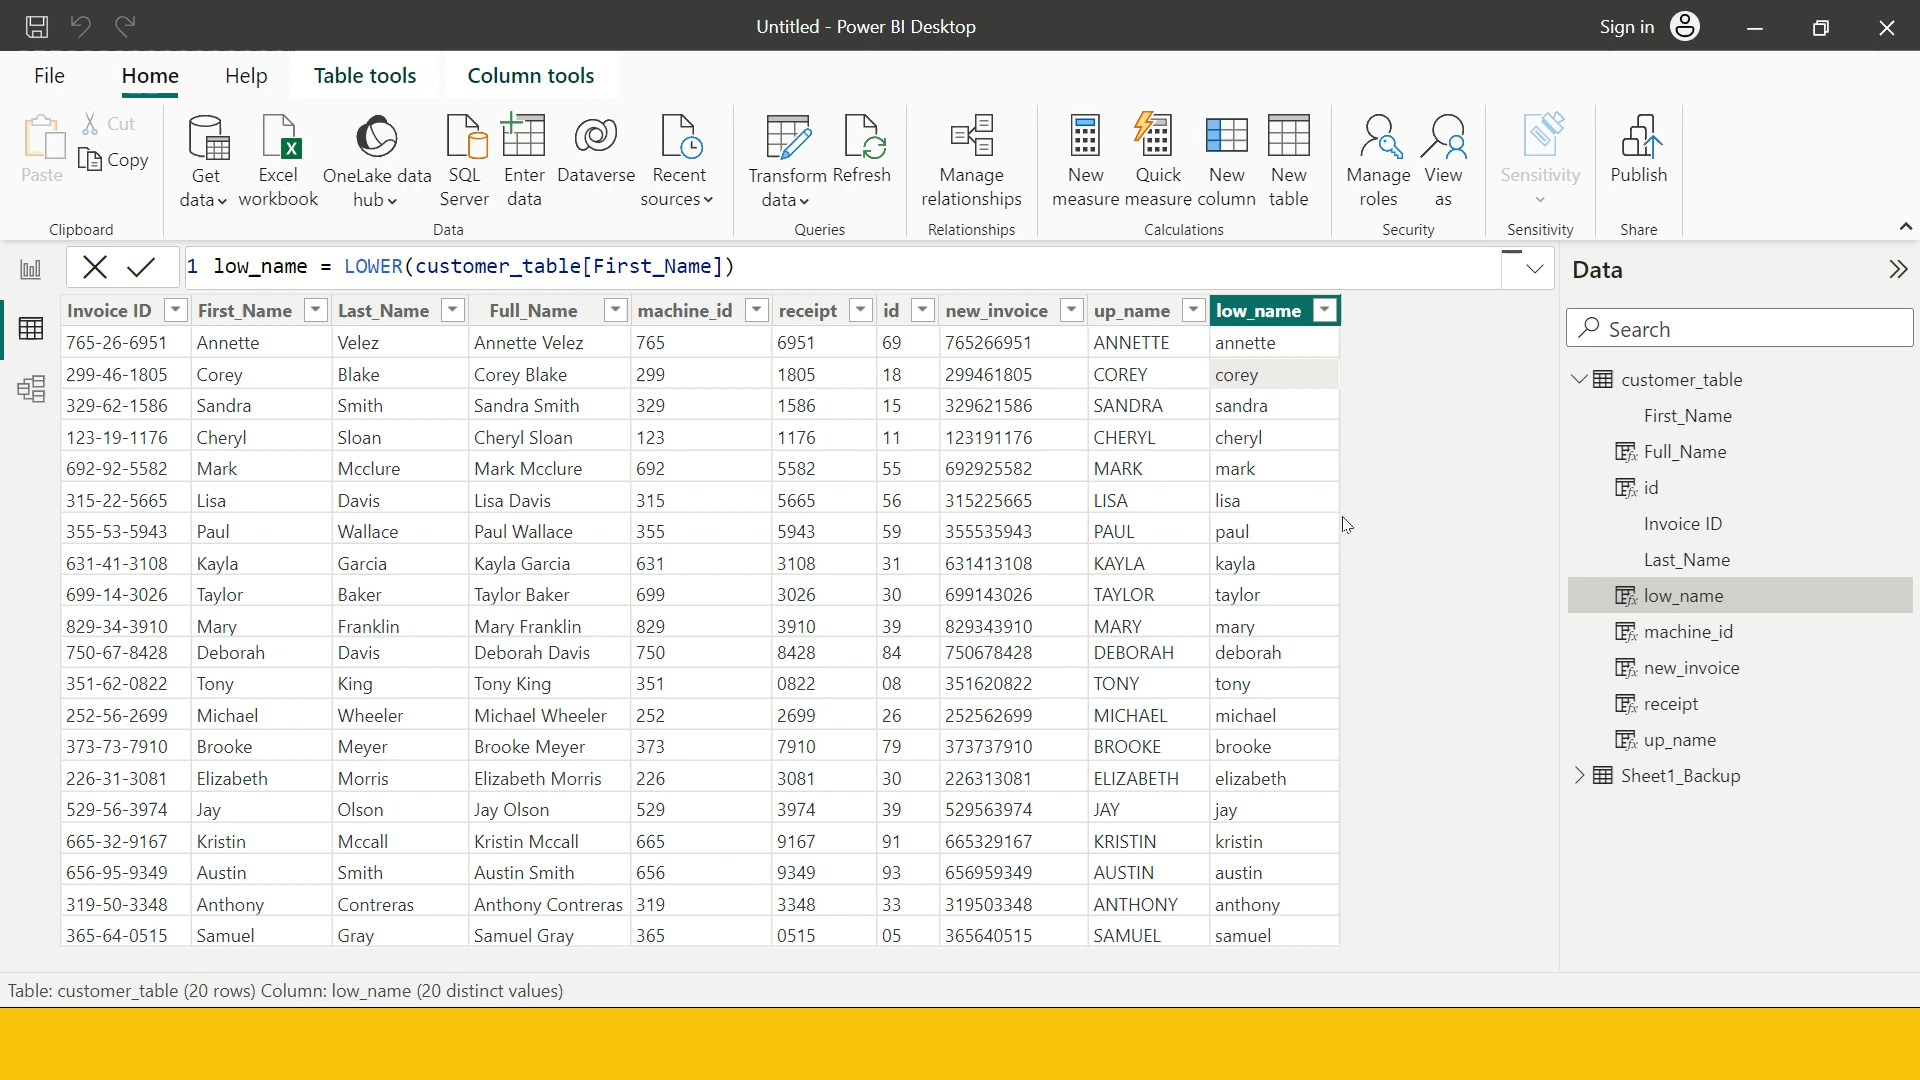 Untitled - Power BI Desktop
Sign in
File Home Help Table tools Column tools
Paste
Cut
Copy
Clipboard
Get data
Excel workbook
OneLake data hub
SQL Server
Enter data
Dataverse
Recent sources
Data
Transform data
Refresh
Queries
Manage relationships
Relationships
New measure
Quick measure
New column
New table
Calculations
Manage roles
View as
Security
Sensitivity
Sensitivity
Publish
Share
1 low_name = LOWER(customer_table[First_Name])
Invoice ID First_Name Last_Name Full_Name machine_id receipt id new_invoice up_name low_name
765-26-6951 Annette Velez Annette Velez 765 6951 69 765266951 ANNETTE annette
299-46-1805 Corey Blake Corey Blake 299 1805 18 299461805 COREY corey
329-62-1586 Sandra Smith Sandra Smith 329 1586 15 329621586 SANDRA sandra
123-19-1176 Cheryl Sloan Cheryl Sloan 123 1176 11 123191176 CHERYL cheryl
692-92-5582 Mark Mcclure Mark Mcclure 692 5582 55 692925582 MARK mark
315-22-5665 Lisa Davis Lisa Davis 315 5665 56 315225665 LISA lisa
355-53-5943 Paul Wallace Paul Wallace 355 5943 59 355535943 PAUL paul
631-41-3108 Kayla Garcia Kayla Garcia 631 3108 31 631413108 KAYLA kayla
699-14-3026 Taylor Baker Taylor Baker 699 3026 30 699143026 TAYLOR taylor
829-34-3910 Mary Franklin Mary Franklin 829 3910 39 829343910 MARY mary
750-67-8428 Deborah Davis Deborah Davis 750 8428 84 750678428 DEBORAH deborah
351-62-0822 Tony King Tony King 351 0822 08 351620822 TONY tony
252-56-2699 Michael Wheeler Michael Wheeler 252 2699 26 252562699 MICHAEL michael
373-73-7910 Brooke Meyer Brooke Meyer 373 7910 79 373737910 BROOKE brooke
226-31-3081 Elizabeth Morris Elizabeth Morris 226 3081 30 226313081 ELIZABETH elizabeth
529-56-3974 Jay Olson Jay Olson 529 3974 39 529563974 JAY jay
665-32-9167 Kristin Mccall Kristin Mccall 665 9167 91 665329167 KRISTIN kristin
656-95-9349 Austin Smith Austin Smith 656 9349 93 656959349 AUSTIN austin
319-50-3348 Anthony Contreras Anthony Contreras 319 3348 33 319503348 ANTHONY anthony
365-64-0515 Samuel Gray Samuel Gray 365 0515 05 365640515 SAMUEL samuel
Data
Search
customer_table
First_Name
Full_Name
id
Invoice ID
Last_Name
low_name
machine_id
new_invoice
receipt
up_name
Sheet1_Backup
Table: customer_table (20 rows) Column: low_name (20 distinct values)